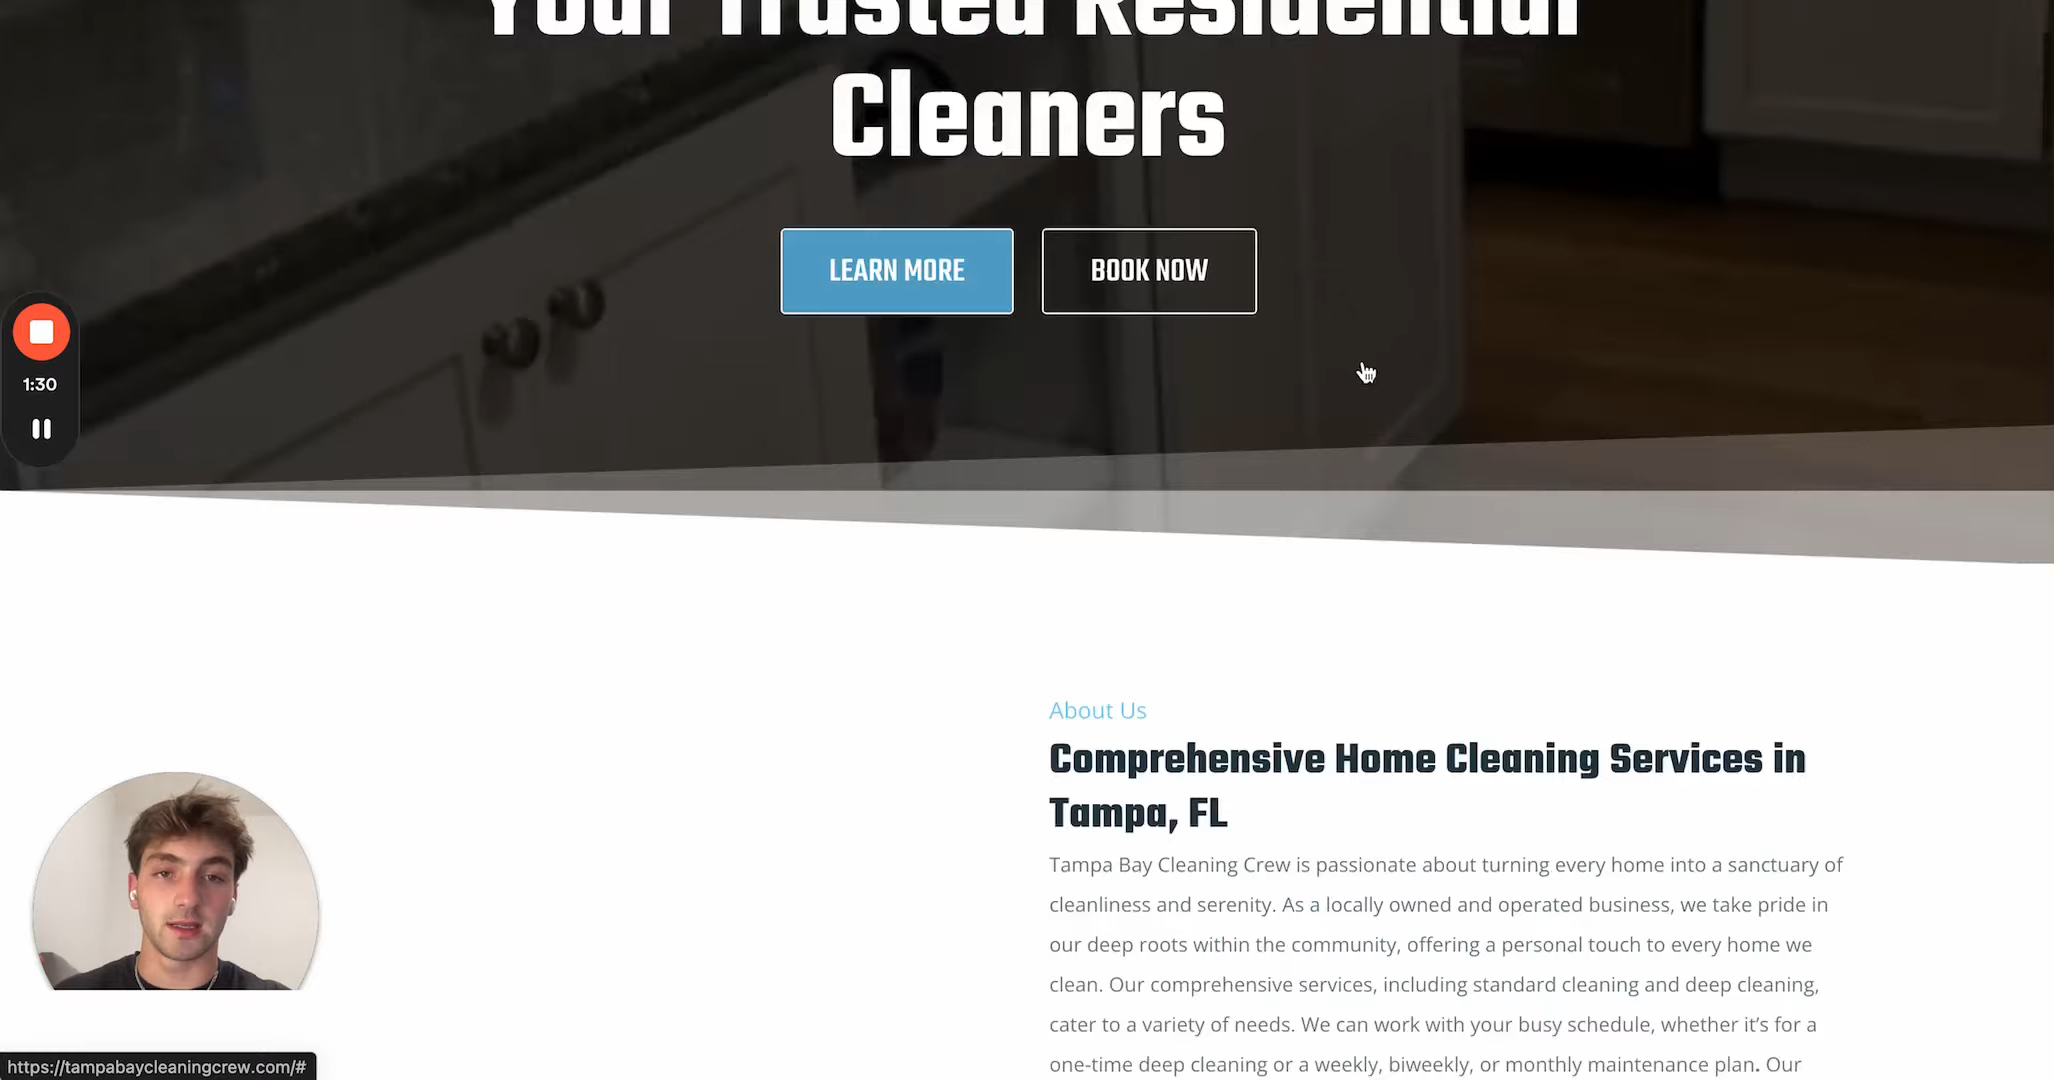 Your Trusted Residential
Cleaners
LEARN MORE
BOOK NOW
1:30
About Us
Comprehensive Home Cleaning Services in
Tampa, FL
Tampa Bay Cleaning Crew is passionate about turning every home into a sanctuary of
cleanliness and serenity. As a locally owned and operated business, we take pride in
our deep roots within the community, offering a personal touch to every home we
clean. Our comprehensive services, including standard cleaning and deep cleaning,
cater to a variety of needs. We can work with your busy schedule, whether it’s for a
one-time deep cleaning or a weekly, biweekly, or monthly maintenance plan. Our
https://tampabaycleaningcrew.com/#